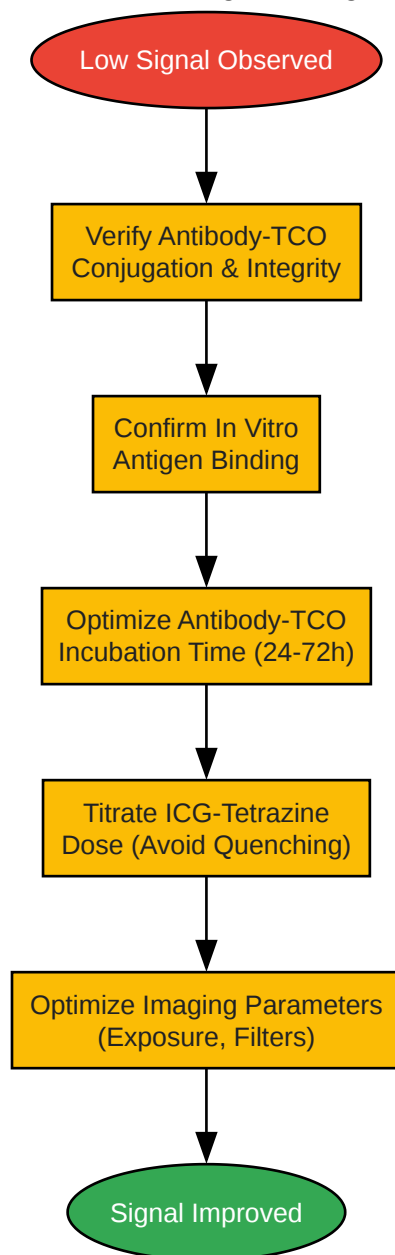 Low Signal Observed
Verify Antibody-TCO
Conjugation & Integrity
Confirm In Vitro
Antigen Binding
Optimize Antibody-TCO
Incubation Time (24-72h)
Titrate ICG-Tetrazine
Dose (Avoid Quenching)
Optimize Imaging Parameters
(Exposure, Filters)
Signal Improved